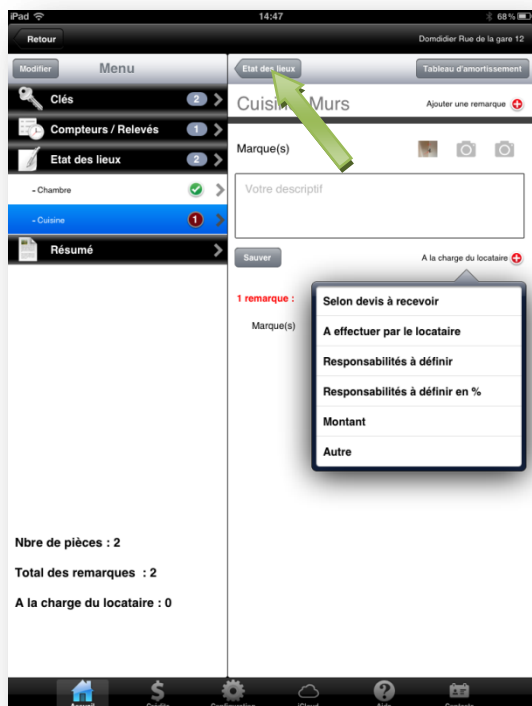 iPad 14:47 68 %
Retour Domdidier Rue de la gare 12
Modifier Menu
Etat des lieux Tableau d'amortissement
Clés 2
Compteurs / Relevés 1
Etat des lieux 2
- Chambre
- Cuisine 1
Résumé
Murs Ajouter une remarque
Marque(s)
Votre descriptif
Sauver A la charge du locataire
1 remarque :
Marque(s)
Selon devis à recevoir
A effectuer par le locataire
Responsabilités à définir
Responsabilités à définir en %
Montant
Autre
Nbre de pièces : 2
Total des remarques : 2
A la charge du locataire : 0